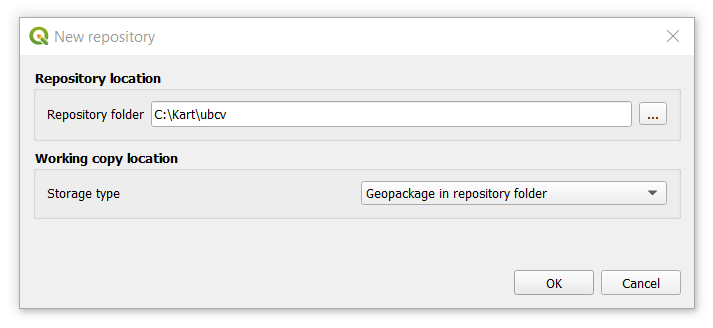 New repository
Repository location
Repository folder C:\Kart\ubcv ...
Working copy location
Storage type Geopackage in repository folder
OK Cancel